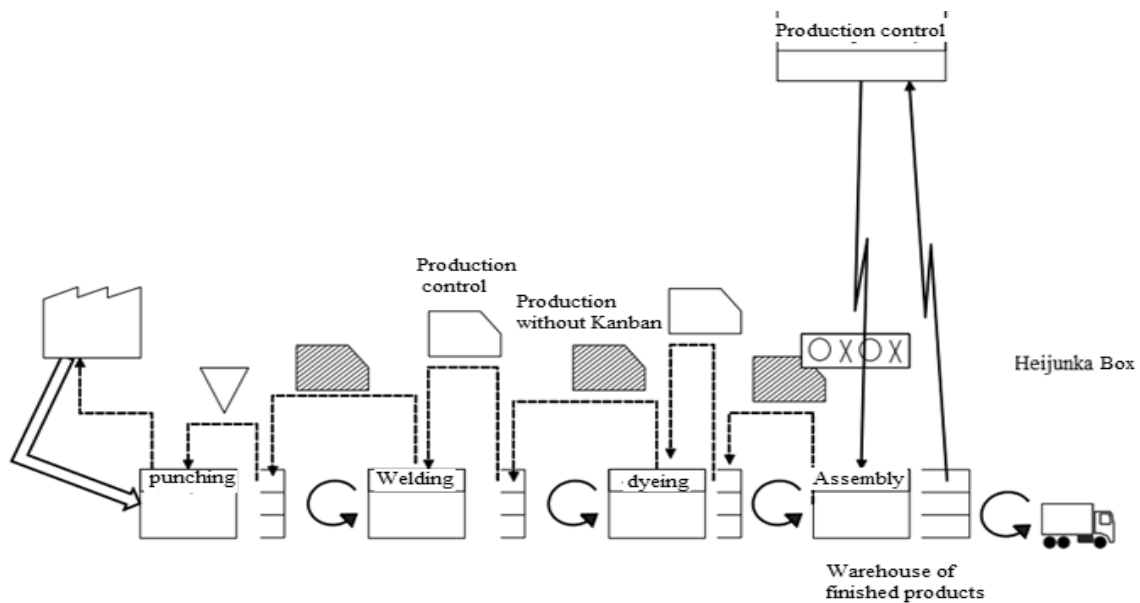 Production control
Production
control
Production
without Kanban
Heijunka Box
punching
Welding
dyeing
Assembly
Warehouse of
finished products